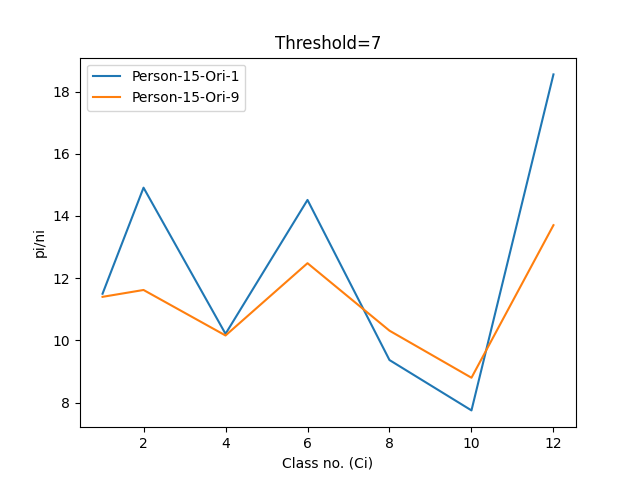 Threshold=7
Person-15-Ori-1
Person-15-Ori-9
18
16
14
12
10
8
pi/ni
2 4 6 8 10 12
Class no. (Ci)